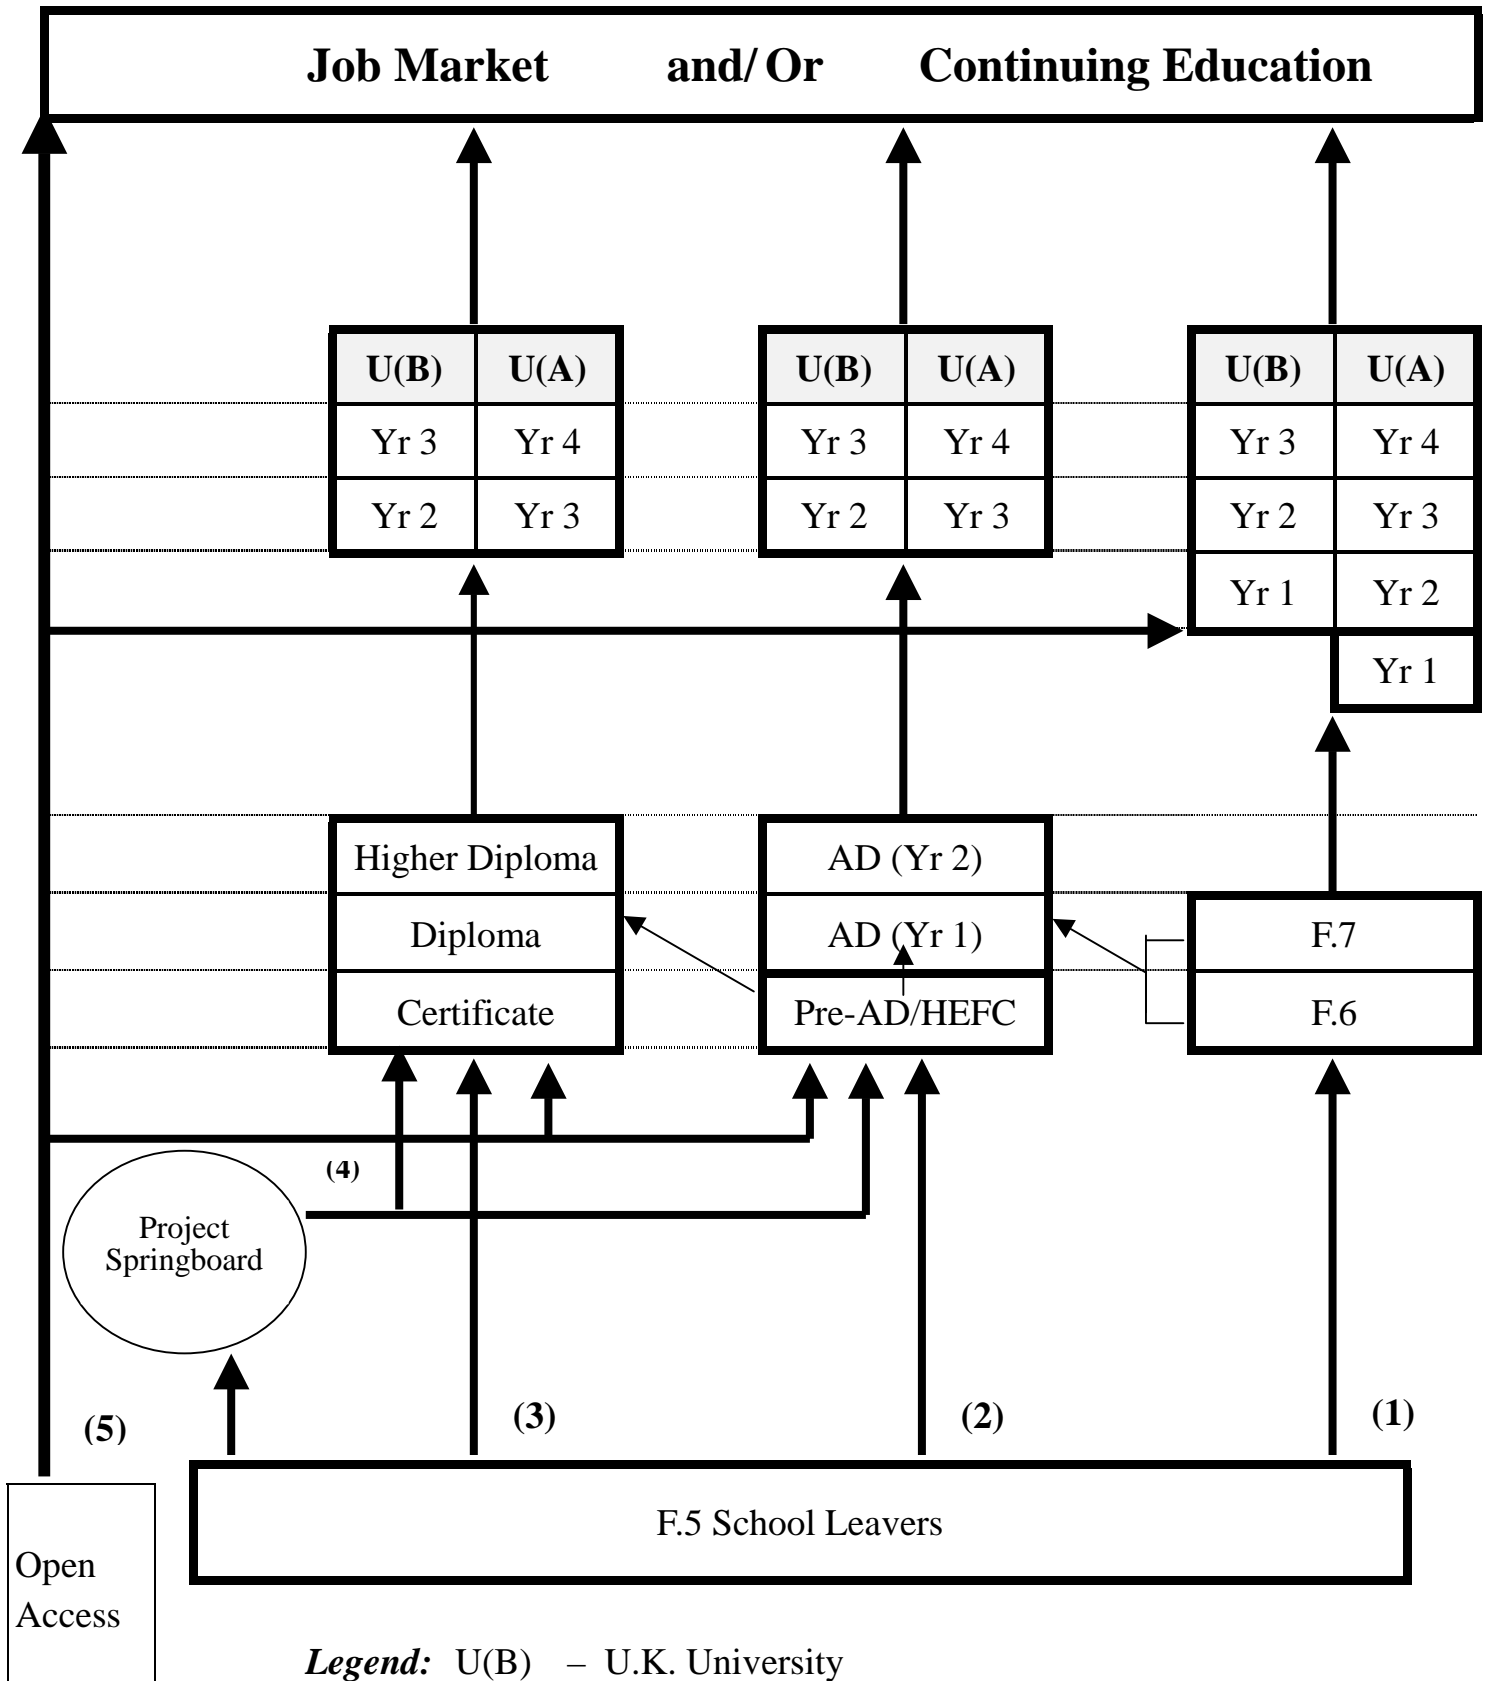 Job Market and/ Or Continuing Education
U(B) U(A) U(B) U(A) U(B) U(A)
Yr 3 Yr 4 Yr 3 Yr 4 Yr 3 Yr 4
Yr 2 Yr 3 Yr 2 Yr 3 Yr 2 Yr 3
Yr 1 Yr 2
Yr 1
Higher Diploma AD (Yr 2)
Diploma AD (Yr 1) F.7
Certificate Pre-AD/HEFC F.6
(4)
Project
Springboard
(5) (3) (2) (1)
F.5 School Leavers
Open
Access
Legend: U(B) – U.K. University